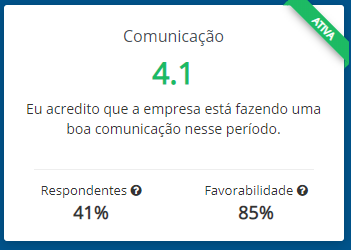 ATIVA
Comunicação
4.1
Eu acredito que a empresa está fazendo uma
boa comunicação nesse período.
Respondentes ?
Favorabilidade ?
41%
85%